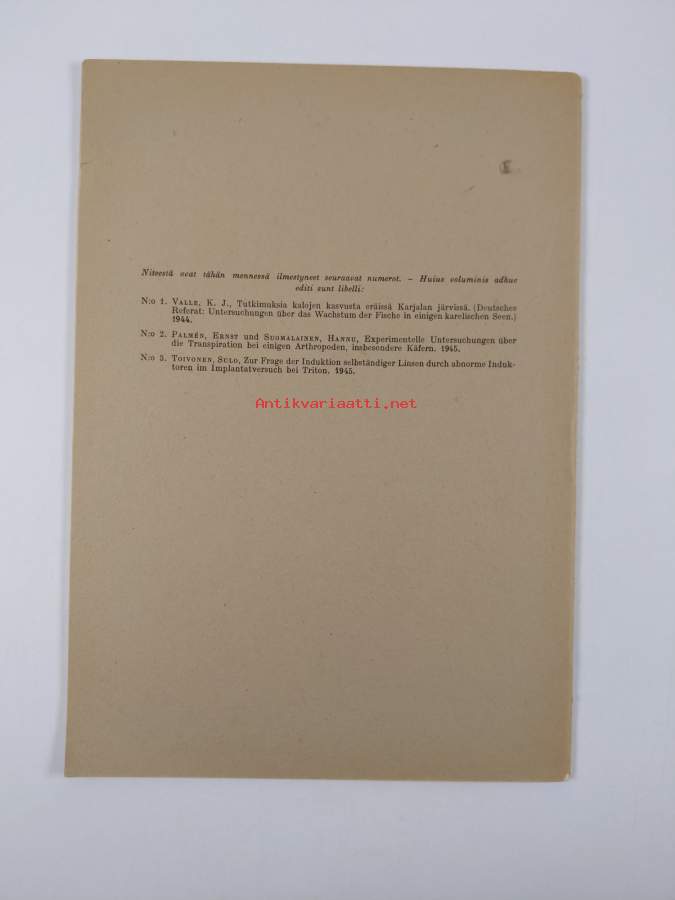 Niteestä ovat tähän mennessä ilmestyneet seuraavat numerot. – Huius voluminis adhuc
editi sunt libelli:
N:o 1. VALLE, K. J., Tutkimuksia kalojen kasvusta eräissä Karjalan järvissä. (Deutsches
Referat: Untersuchungen über das Wachstum der Fische in einigen karelischen Seen.)
1944.
N:o 2. PALMÉN, ERNST und SUOMALAINEN, HANNU, Experimentelle Untersuchungen über
die Transpiration bei einigen Arthropoden, insbesondere Käfern. 1945.
N:o 3. TOIVONEN, SULO, Zur Frage der Induktion selbständiger Linsen durch abnorme Induk-
toren im Implantatversuch bei Triton. 1945.
Antikvariaatti.net